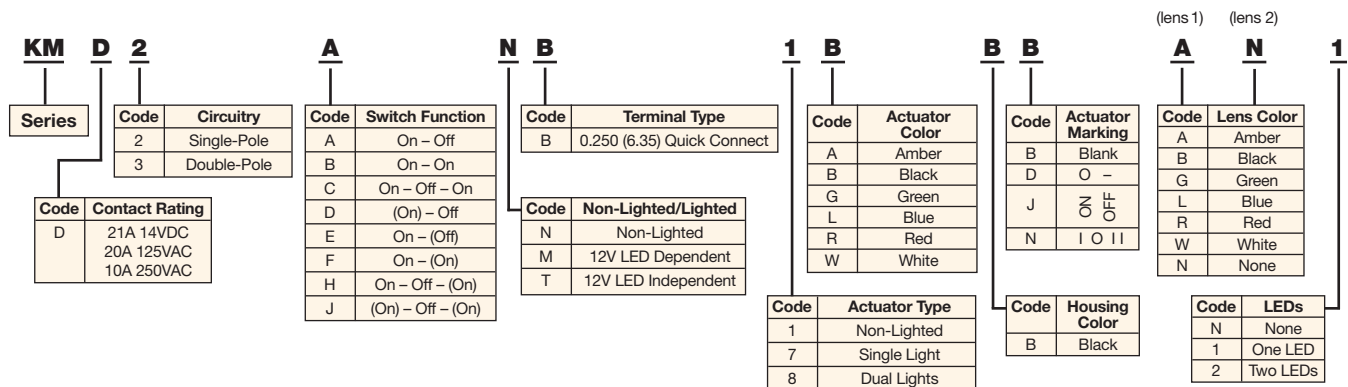 (lens 1) (lens 2)
KM D 2 A N B 1 B B B A N 1
Series
Code Circuitry
2 Single-Pole
3 Double-Pole
Code Contact Rating
D 21A 14VDC
20A 125VAC
10A 250VAC
Code Switch Function
A On – Off
B On – On
C On – Off – On
D (On) – Off
E On – (Off)
F On – (On)
H On – Off – (On)
J (On) – Off – (On)
Code Terminal Type
B 0.250 (6.35) Quick Connect
Code Non-Lighted/Lighted
N Non-Lighted
M 12V LED Dependent
T 12V LED Independent
Code Actuator
Color
A Amber
B Black
G Green
L Blue
R Red
W White
Code Actuator Type
1 Non-Lighted
7 Single Light
8 Dual Lights
Code Actuator
Marking
B Blank
D O –
J ON OFF
N I O II
Code Housing
Color
B Black
Code Lens Color
A Amber
B Black
G Green
L Blue
R Red
W White
N None
Code LEDs
N None
1 One LED
2 Two LEDs